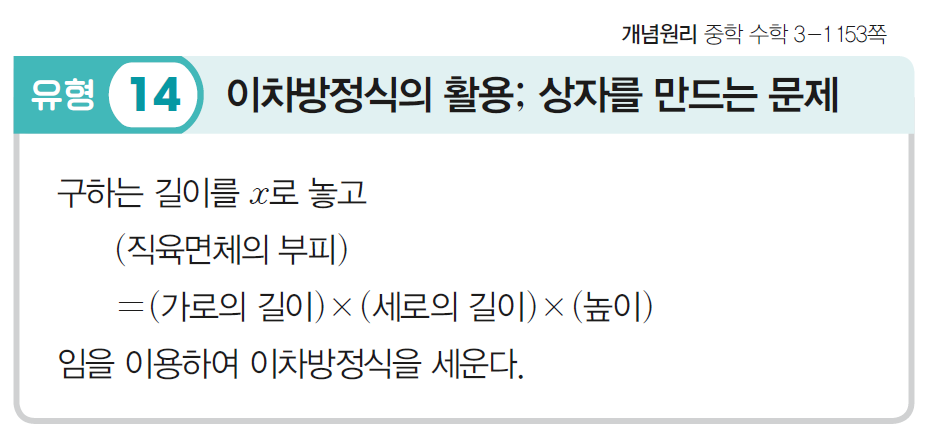 개념원리 중학 수학 3-1 153쪽
유형 14 이차방정식의 활용; 상자를 만드는 문제
구하는 길이를 x로 놓고
(직육면체의 부피)
=(가로의 길이)×(세로의 길이)×(높이)
임을 이용하여 이차방정식을 세운다.